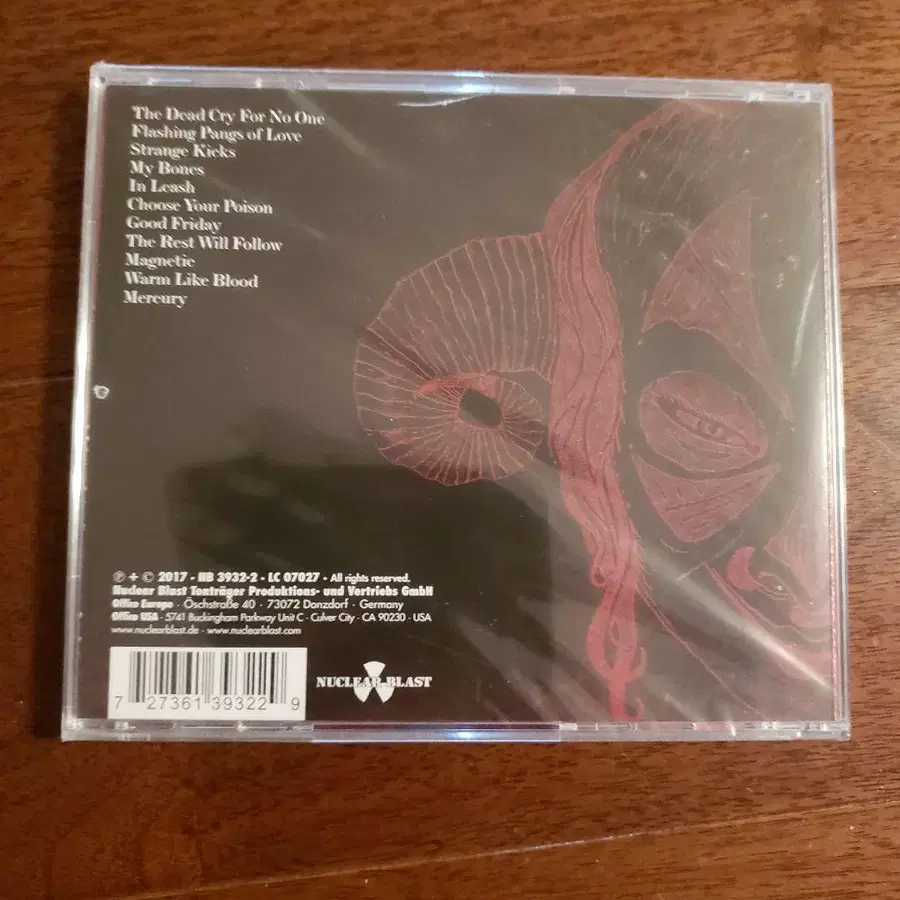 The Dead Cry For No One
Flashing Pangs of Love
Strange Kicks
My Bones
In Leash
Choose Your Poison
Good Friday
The Rest Will Follow
Magnetic
Warm Like Blood
Mercury
℗ + © 2017 - NB 3932-2 - LC 07027 - All rights reserved.
Nuclear Blast Tonträger Produktions- und Vertriebs GmbH
Office Europe · Öschstraße 40 · 73072 Donzdorf · Germany
Office USA · 5741 Buckingham Parkway Unit C · Culver City · CA 90230 · USA
www.nuclearblast.de - www.nuclearblast.com
NUCLEAR BLAST
7 27361 39322 9